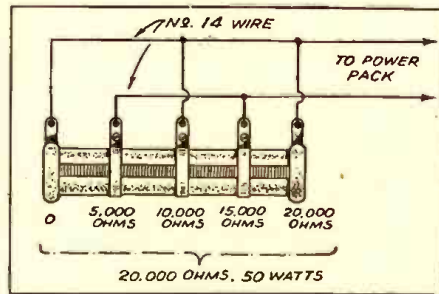 NO. 14 WIRE
TO POWER
PACK
0
5,000
OHMS
10,000
OHMS
15,000
OHMS
20,000
OHMS
20.000 OHMS, 50 WATTS